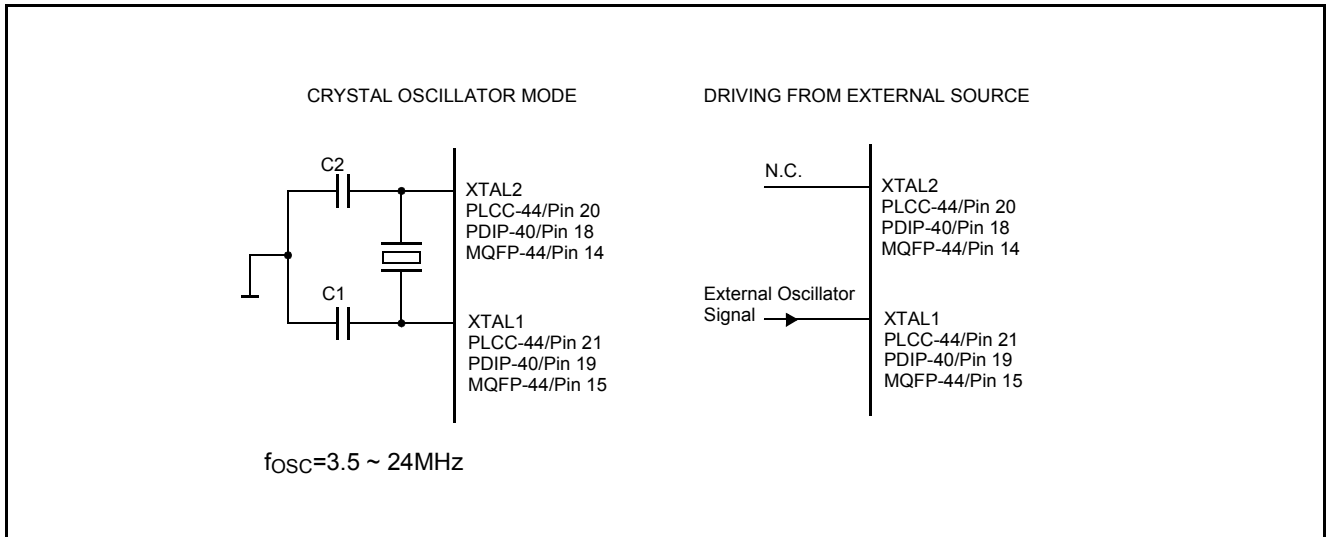 CRYSTAL OSCILLATOR MODE
C2
XTAL2
PLCC-44/Pin 20
PDIP-40/Pin 18
MQFP-44/Pin 14
C1
XTAL1
PLCC-44/Pin 21
PDIP-40/Pin 19
MQFP-44/Pin 15
fOSC=3.5 ~ 24MHz
DRIVING FROM EXTERNAL SOURCE
N.C.
XTAL2
PLCC-44/Pin 20
PDIP-40/Pin 18
MQFP-44/Pin 14
External Oscillator
Signal
XTAL1
PLCC-44/Pin 21
PDIP-40/Pin 19
MQFP-44/Pin 15